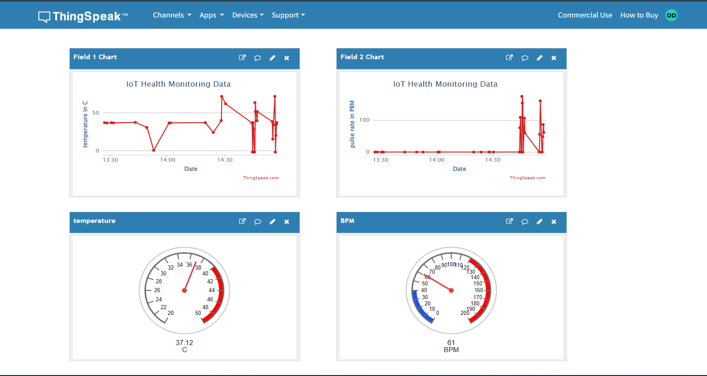 ThingSpeak™ Channels Apps Devices Support Commercial Use How to Buy DD
Field 1 Chart
IoT Health Monitoring Data
temperature in C
50
0
13:30 14:00 14:30
Date
ThingSpeak.com
Field 2 Chart
IoT Health Monitoring Data
pulse rate in PBM
100
0
13:30 14:00 14:30
Date
ThingSpeak.com
temperature
20 22 24 26 28 30 32 34 36 38 40 42 44 46 48 50
37.12
C
BPM
0 10 20 30 40 50 60 70 80 90 100 110 120 130 140 150 160 170 180 190 200
61
BPM